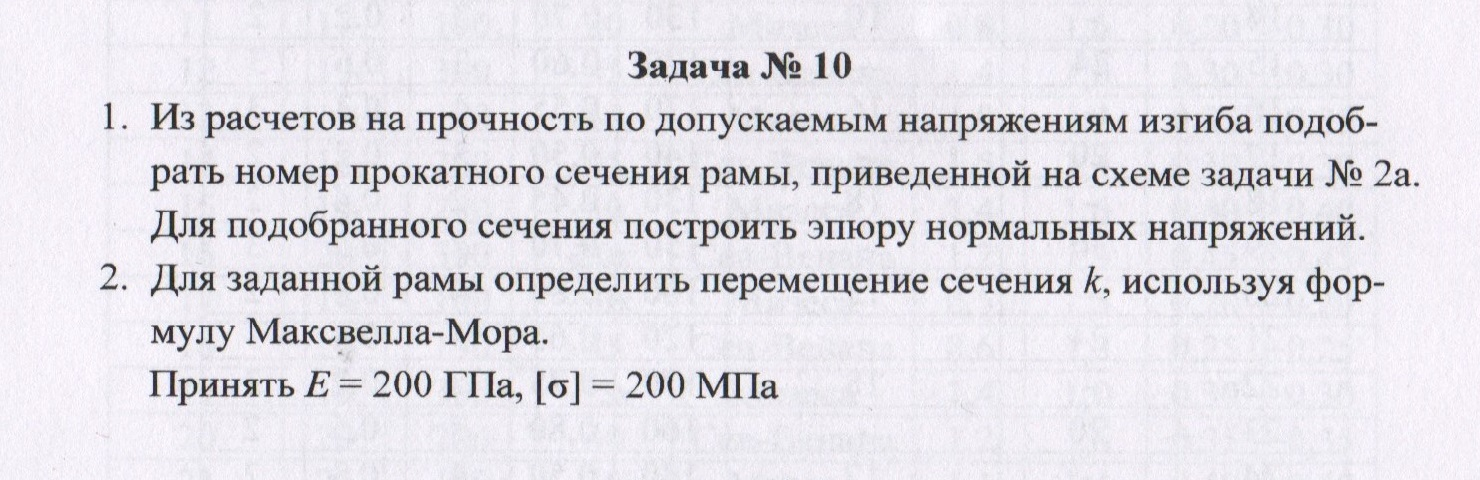 Задача № 10
1. Из расчетов на прочность по допускаемым напряжениям изгиба подоб-
рать номер прокатного сечения рамы, приведенной на схеме задачи № 2а.
Для подобранного сечения построить эпюру нормальных напряжений.
2. Для заданной рамы определить перемещение сечения k, используя фор-
мулу Максвелла-Мора.
Принять E = 200 ГПа, [σ] = 200 МПа